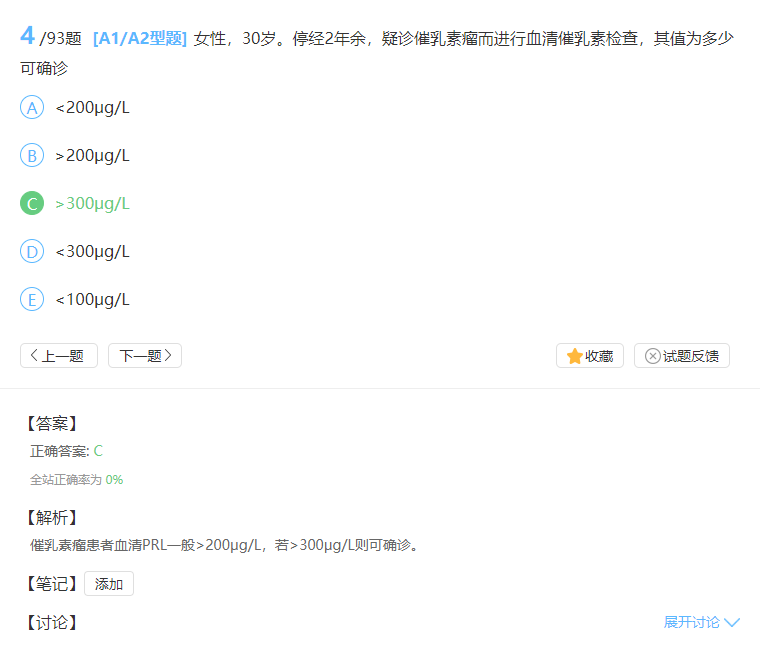 4 /93题 [A1/A2型题] 女性，30岁。停经2年余，疑诊催乳素瘤而进行血清催乳素检查，其值为多少
可确诊
A <200μg/L
B >200μg/L
C >300μg/L
D <300μg/L
E <100μg/L
上一题 下一题 收藏 试题反馈
【答案】
正确答案: C
全站正确率为 0%
【解析】
催乳素瘤患者血清PRL一般>200μg/L，若>300μg/L则可确诊。
【笔记】 添加
【讨论】 展开讨论